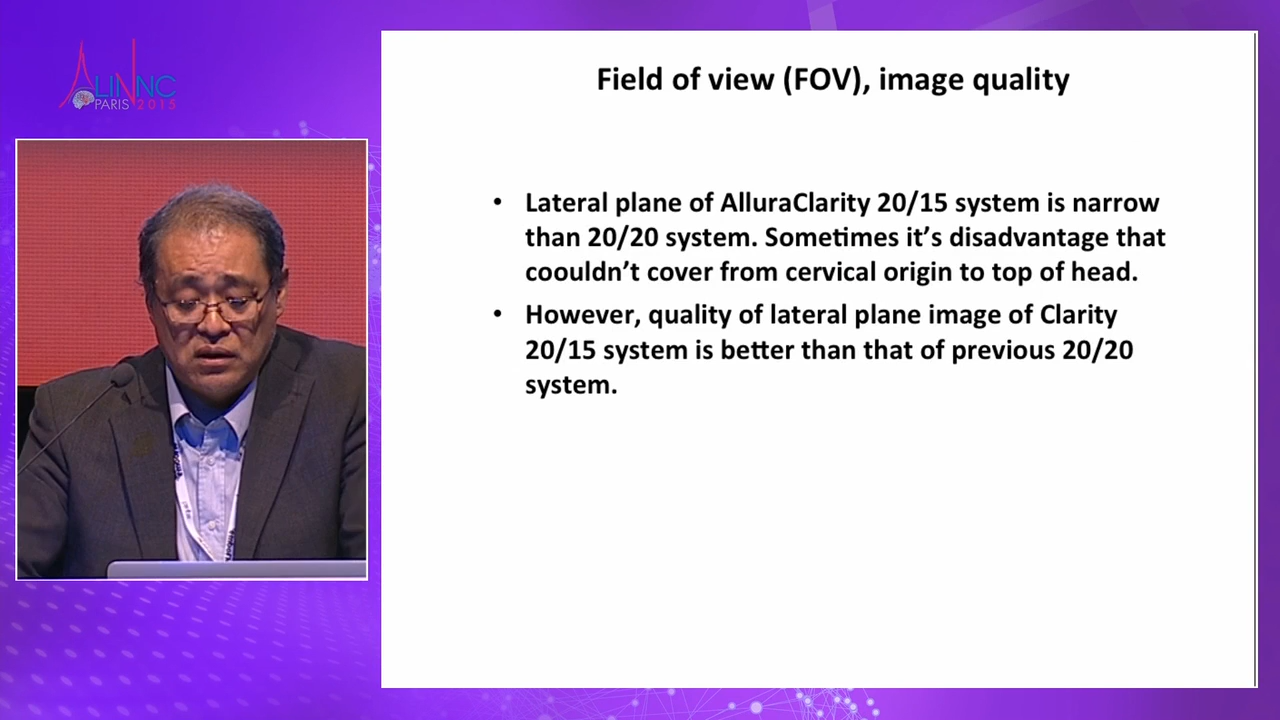 LINNC
PARIS 2015
Field of view (FOV), image quality
• Lateral plane of AlluraClarity 20/15 system is narrow
than 20/20 system. Sometimes it's disadvantage that
coouldn't cover from cervical origin to top of head.
• However, quality of lateral plane image of Clarity
20/15 system is better than that of previous 20/20
system.